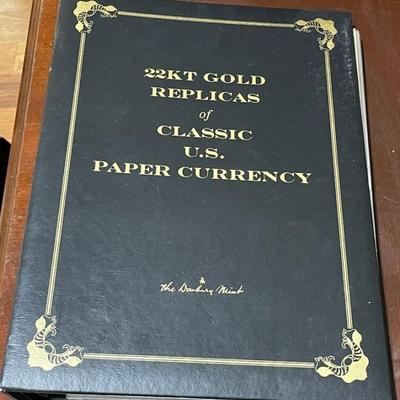 22KT GOLD
REPLICAS
of
CLASSIC
U.S.
PAPER CURRENCY
the Danbury Mint